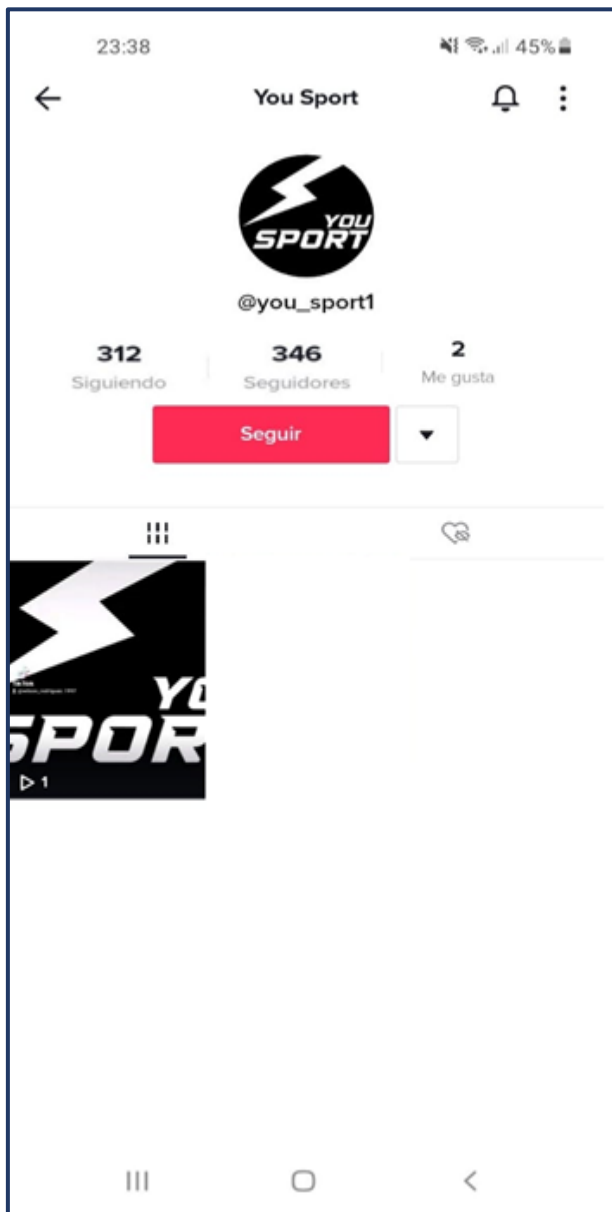 23:38 45%
You Sport
YOU
SPORT
@you_sport1
312 346 2
Siguiendo Seguidores Me gusta
Seguir
TikTok
YO
SPOR
1